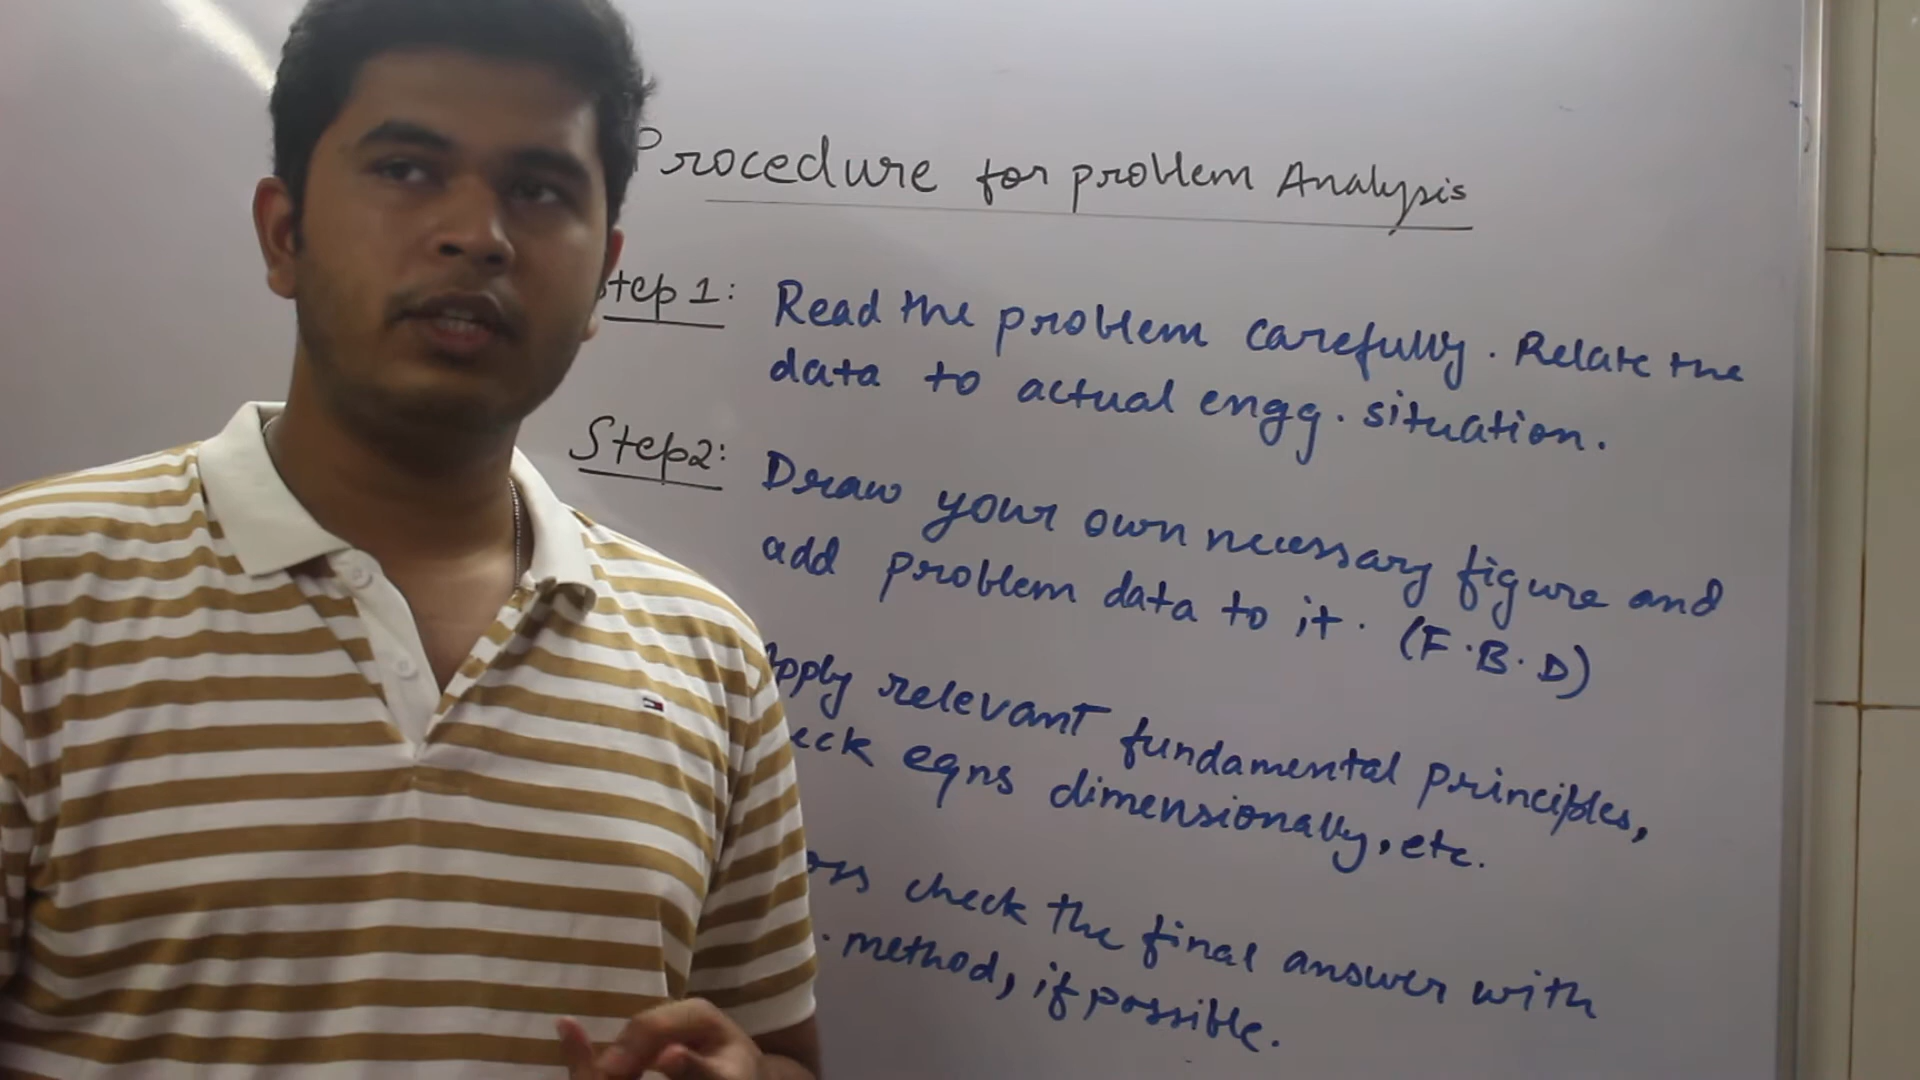 Procedure for problem Analysis
Step 1: Read the problem carefully. Relate the
data to actual engg. situation.
Step2: Draw your own necessary figure and
add problem data to it. (F.B.D)
Apply relevant fundamental principles,
eqns dimensionally, etc.
check the final answer with
method, if possible.